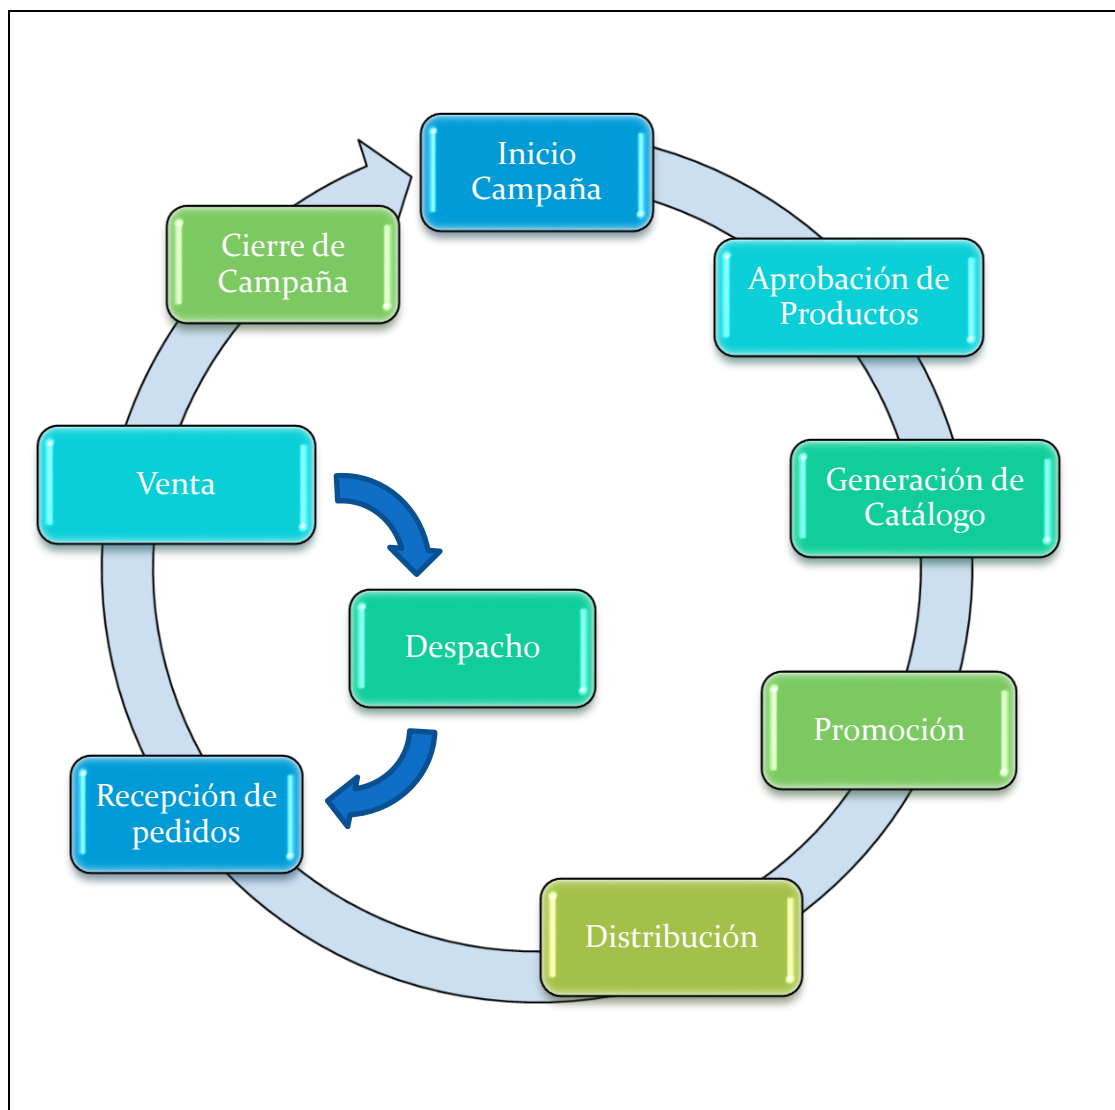 Inicio
Campaña
Aprobación de
Productos
Generación de
Catálogo
Promoción
Distribución
Recepción de
pedidos
Venta
Despacho
Cierre de
Campaña